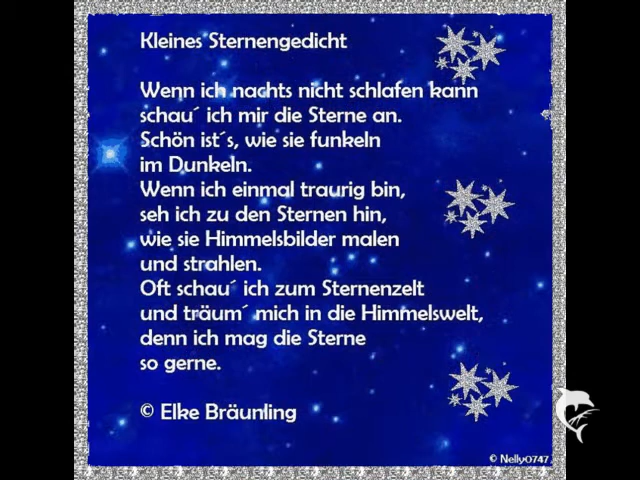 Kleines Sternengedicht
Wenn ich nachts nicht schlafen kann
schau´ ich mir die Sterne an.
Schön ist´s, wie sie funkeln
im Dunkeln.
Wenn ich einmal traurig bin,
seh ich zu den Sternen hin,
wie sie Himmelsbilder malen
und strahlen.
Oft schau´ ich zum Sternenzelt
und träum´ mich in die Himmelswelt,
denn ich mag die Sterne
so gerne.
© Elke Bräunling
© Nelly0747